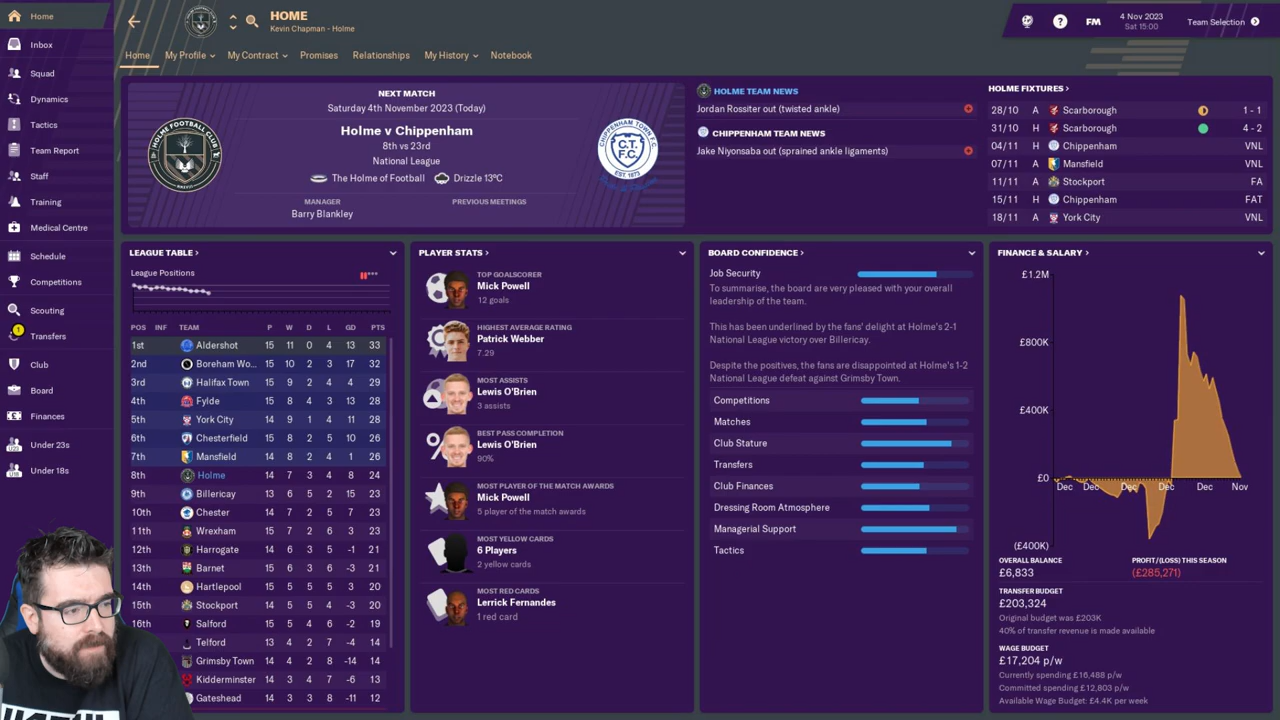 Home
Inbox
Squad
Dynamics
Tactics
Team Report
Staff
Training
Medical Centre
Schedule
Competitions
Scouting
1
Transfers
Club
Board
Finances
Under 23s
Under 18s
HOME
Kevin Chapman - Holme
?
FM
4 Nov 2023
Sat 15:00
Team Selection
Home
My Profile
My Contract
Promises
Relationships
My History
Notebook
NEXT MATCH
Saturday 4th November 2023 (Today)
Holme v Chippenham
8th vs 23rd
National League
The Holme of Football
Drizzle 13°C
MANAGER
Barry Blankley
PREVIOUS MEETINGS
HOLME TEAM NEWS
Jordan Rossiter out (twisted ankle)
CHIPPENHAM TEAM NEWS
Jake Niyonsaba out (sprained ankle ligaments)
HOLME FIXTURES >
28/10 A Scarborough 1 - 1
31/10 H Scarborough 4 - 2
04/11 H Chippenham VNL
07/11 A Mansfield VNL
11/11 A Stockport FA
15/11 H Chippenham FAT
18/11 A York City VNL
LEAGUE TABLE >
League Positions
POS INF TEAM P W D L GD PTS
1st Aldershot 15 11 0 4 13 33
2nd Boreham Wo... 15 10 2 3 17 32
3rd Halifax Town 15 9 2 4 4 29
4th Fylde 15 8 4 3 13 28
5th York City 14 9 1 4 11 28
6th Chesterfield 15 8 2 5 10 26
7th Mansfield 14 8 2 4 1 26
8th Holme 14 7 3 4 8 24
9th Billericay 13 6 5 2 15 23
10th Chester 14 7 2 5 7 23
11th Wrexham 15 7 2 6 3 23
12th Harrogate 14 6 3 5 -1 21
13th Barnet 15 6 3 6 -3 21
14th Hartlepool 15 5 5 5 3 20
15th Stockport 14 5 5 4 -3 20
16th Salford 15 5 4 6 -2 19
Telford 13 4 2 7 -4 14
Grimsby Town 14 4 2 8 -14 14
Kidderminster 14 3 4 7 -6 13
Gateshead 14 3 3 8 -11 12
PLAYER STATS >
TOP GOALSCORER
Mick Powell
12 goals
HIGHEST AVERAGE RATING
Patrick Webber
7.29
MOST ASSISTS
Lewis O'Brien
3 assists
BEST PASS COMPLETION
Lewis O'Brien
90%
MOST PLAYER OF THE MATCH AWARDS
Mick Powell
5 player of the match awards
MOST YELLOW CARDS
6 Players
2 yellow cards
MOST RED CARDS
Lerrick Fernandes
1 red card
BOARD CONFIDENCE >
Job Security
To summarise, the board are very pleased with your overall
leadership of the team.
This has been underlined by the fans' delight at Holme's 2-1
National League victory over Billericay.
Despite the positives, the fans are disappointed at Holme's 1-2
National League defeat against Grimsby Town.
Competitions
Matches
Club Stature
Transfers
Club Finances
Dressing Room Atmosphere
Managerial Support
Tactics
FINANCE & SALARY >
£1.2M
£800K
£400K
£0
(£400K)
Dec Dec Dec Dec Dec Nov
OVERALL BALANCE
£6,833
PROFIT/(LOSS) THIS SEASON
(£285,271)
TRANSFER BUDGET
£203,324
Original budget was £203K
40% of transfer revenue is made available
WAGE BUDGET
£17,204 p/w
Currently spending £16,488 p/w
Committed spending £12,803 p/w
Available Wage Budget: £4.4K per week